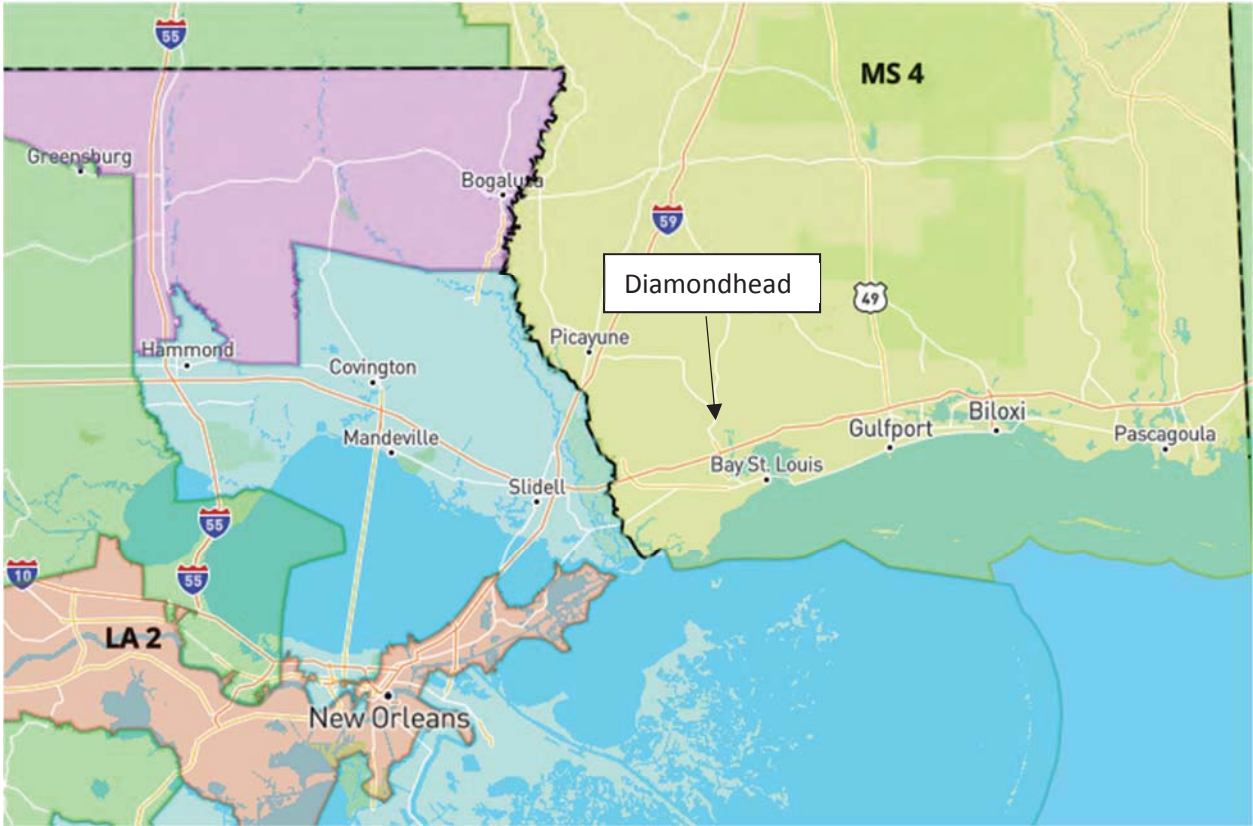 55
MS 4
Greensburg
Bogalusa
59
Diamondhead
49
Picayune
Hammond
Covington
Biloxi
Gulfport
Mandeville
Pascagoula
Bay St. Louis
Slidell
55
10
55
LA 2
New Orleans